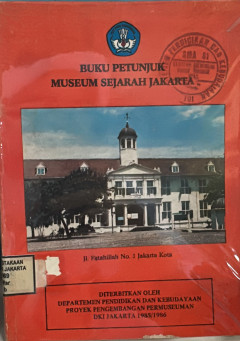 BUKU PETUNJUK
MUSEUM SEJARAH JAKARTA
Jl. Fatahillah No. 1 Jakarta Kota
DITERBITKAN OLEH
DEPARTEMEN PENDIDIKAN DAN KEBUDAYAAN
PROYEK PENGEMBANGAN PERMUSEUMAN
DKI JAKARTA 1985/1986
JAKARTA